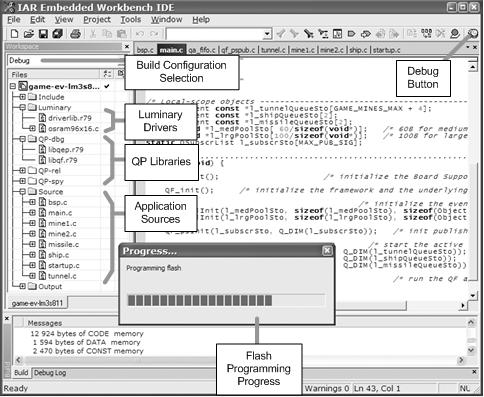 IAR Embedded Workbench IDE
File Edit View Project Tools Window Help
Workspace
bsp.c main.c qa_fifo.c qf_pspub.c tunnel.c mine1.c mine2.c ship.c startup.c
Debug
Build Configuration Selection
Debug Button
Files
game-ev-lm3s8
Include
Luminary
driverlib.r79
osram96x16.r79
Luminary Drivers
QP-dbg
libqep.r79
libqf.r79
QP Libraries
QP-rel
QP-spy
Source
bsp.c
main.c
mine1.c
mine2.c
missile.c
ship.c
startup.c
tunnel.c
Application Sources
Output
game-ev-lm3s811
/* Local-scope objects
ent const *l_tunnelQueueSto[GAME_MINES_MAX + 4];
ent const *l_shipQueueSto[
ent const *l_missileQueueSto[2];
*l_medPoolSto[ 60/sizeof(void*)]; /* 60B for medium
*l_lrgPoolSto[100/sizeof(void*)]; /* 100B for large
static QSubscrList l_subscrSto[MAX_PUB_SIG];
void) {
nit(); /* initialize the Board Suppo
QF_init(); /* initialize the framework and the underlying
/* initialize the even
Init(l_medPoolSto, sizeof(l_medPoolSto), sizeof(Object
Init(l_lrgPoolSto, sizeof(l_lrgPoolSto), sizeof(Object
Init(l_subscrSto, Q_DIM(l_subscrSto)); /* init publish
/* start the active
Q_DIM(l_tunnelQueueSto));
Q_DIM(l_shipQueueSto));
Q_DIM(l_missileQueueSto))
/* run the QF a
Progress...
Programming flash
Flash Programming Progress
Messages
12 924 bytes of CODE memory
1 594 bytes of DATA memory
2 470 bytes of CONST memory
Build Debug Log
Ready
Warnings 0 Ln 43, Col 1
NU